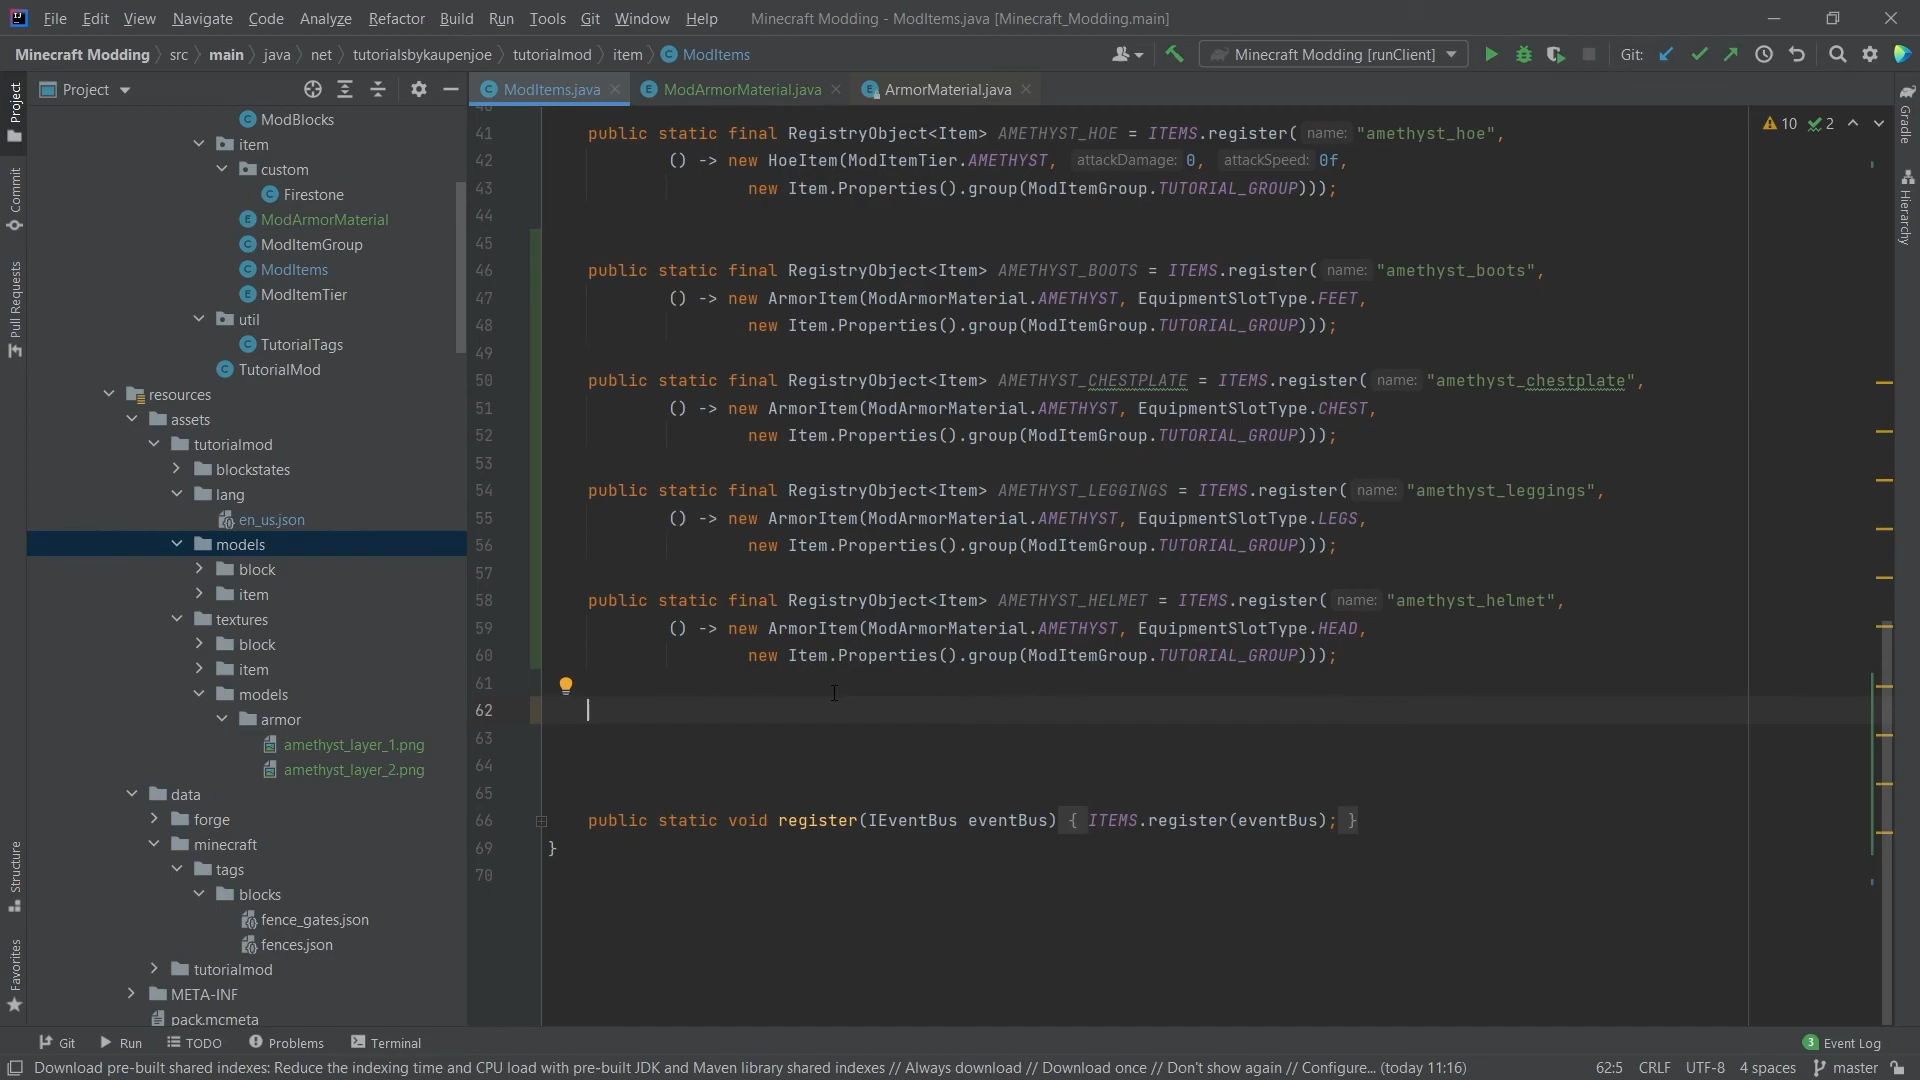 File Edit View Navigate Code Analyze Refactor Build Run Tools Git Window Help Minecraft Modding - ModItems.java [Minecraft_Modding.main]
Minecraft Modding src main java net tutorialsbykaupenjoe tutorialmod item ModItems Minecraft Modding [runClient] Git:
Project
Commit
Pull Requests
Structure
Favorites
Project
ModBlocks
item
custom
Firestone
ModArmorMaterial
ModItemGroup
ModItems
ModItemTier
util
TutorialTags
TutorialMod
resources
assets
tutorialmod
blockstates
lang
en_us.json
models
block
item
textures
block
item
models
armor
amethyst_layer_1.png
amethyst_layer_2.png
data
forge
minecraft
tags
blocks
fence_gates.json
fences.json
tutorialmod
META-INF
pack.mcmeta
ModItems.java ModArmorMaterial.java ArmorMaterial.java
10 2
40
41 public static final RegistryObject<Item> AMETHYST_HOE = ITEMS.register( name: "amethyst_hoe",
42 () -> new HoeItem(ModItemTier.AMETHYST, attackDamage: 0, attackSpeed: 0f,
43 new Item.Properties().group(ModItemGroup.TUTORIAL_GROUP)));
44
45
46 public static final RegistryObject<Item> AMETHYST_BOOTS = ITEMS.register( name: "amethyst_boots",
47 () -> new ArmorItem(ModArmorMaterial.AMETHYST, EquipmentSlotType.FEET,
48 new Item.Properties().group(ModItemGroup.TUTORIAL_GROUP)));
49
50 public static final RegistryObject<Item> AMETHYST_CHESTPLATE = ITEMS.register( name: "amethyst_chestplate",
51 () -> new ArmorItem(ModArmorMaterial.AMETHYST, EquipmentSlotType.CHEST,
52 new Item.Properties().group(ModItemGroup.TUTORIAL_GROUP)));
53
54 public static final RegistryObject<Item> AMETHYST_LEGGINGS = ITEMS.register( name: "amethyst_leggings",
55 () -> new ArmorItem(ModArmorMaterial.AMETHYST, EquipmentSlotType.LEGS,
56 new Item.Properties().group(ModItemGroup.TUTORIAL_GROUP)));
57
58 public static final RegistryObject<Item> AMETHYST_HELMET = ITEMS.register( name: "amethyst_helmet",
59 () -> new ArmorItem(ModArmorMaterial.AMETHYST, EquipmentSlotType.HEAD,
60 new Item.Properties().group(ModItemGroup.TUTORIAL_GROUP)));
61
62
63
64
65
66 public static void register(IEventBus eventBus) { ITEMS.register(eventBus); }
69 }
70
Gradle
Hierarchy
Git Run TODO Problems Terminal 3 Event Log
Download pre-built shared indexes: Reduce the indexing time and CPU load with pre-built JDK and Maven library shared indexes // Always download // Download once // Don't show again // Configure... (today 11:16) 62:5 CRLF UTF-8 4 spaces master